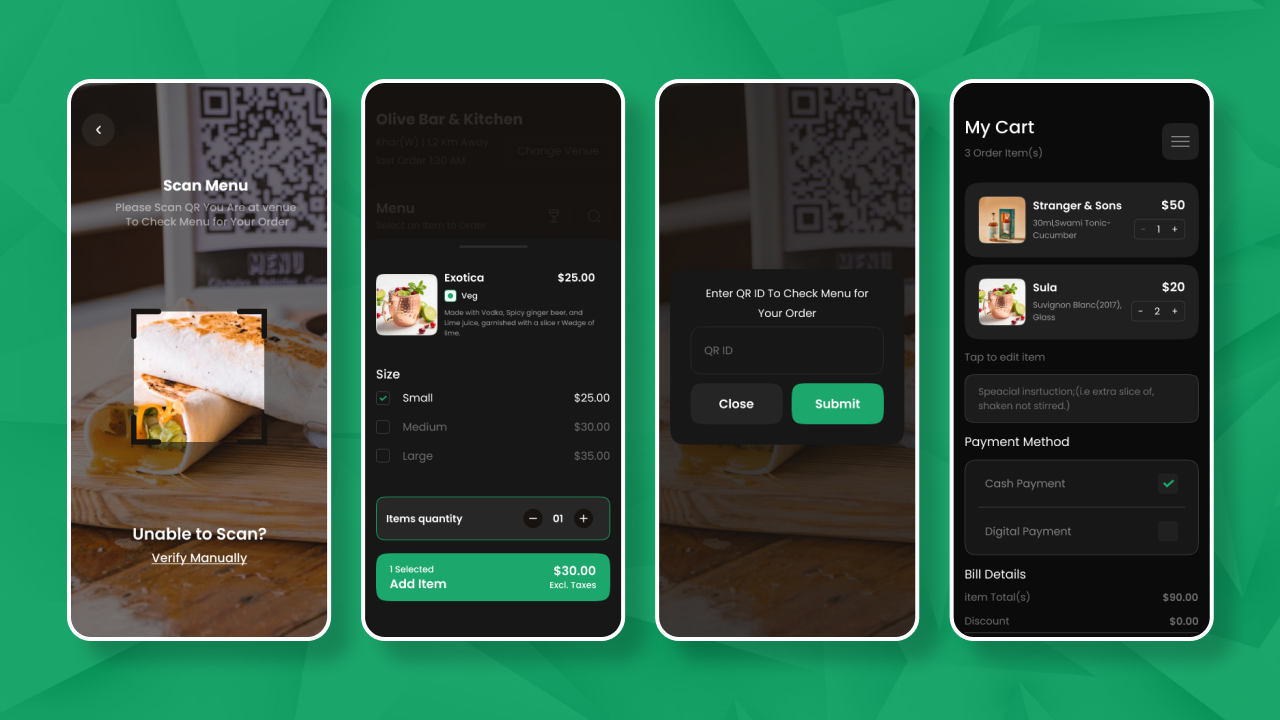 Scan Menu
Please Scan QR You Are at venue
To Check Menu for Your Order
MENU
Unable to Scan?
Verify Manually
Olive Bar & Kitchen
Khar(W) | 1.2 Km Away
last Order 1:30 AM
Change Venue
Menu
Select an Item to Order
Exotica
$25.00
Veg
Made with Vodka, Spicy ginger beer, and
Lime juice, garnished with a slice r Wedge of
lime.
Size
Small $25.00
Medium $30.00
Large $35.00
Items quantity − 01 +
1 Selected
Add Item
$30.00
Excl. Taxes
Enter QR ID To Check Menu for
Your Order
QR ID
Close Submit
My Cart
3 Order Item(s)
Stranger & Sons $50
30ml,Swami Tonic-
Cucumber
- 1 +
Sula $20
Suvignon Blanc(2017),
Glass
- 2 +
Tap to edit item
Speacial insrtuction;(i.e extra slice of,
shaken not stirred.)
Payment Method
Cash Payment
Digital Payment
Bill Details
item Total(s) $90.00
Discount $0.00